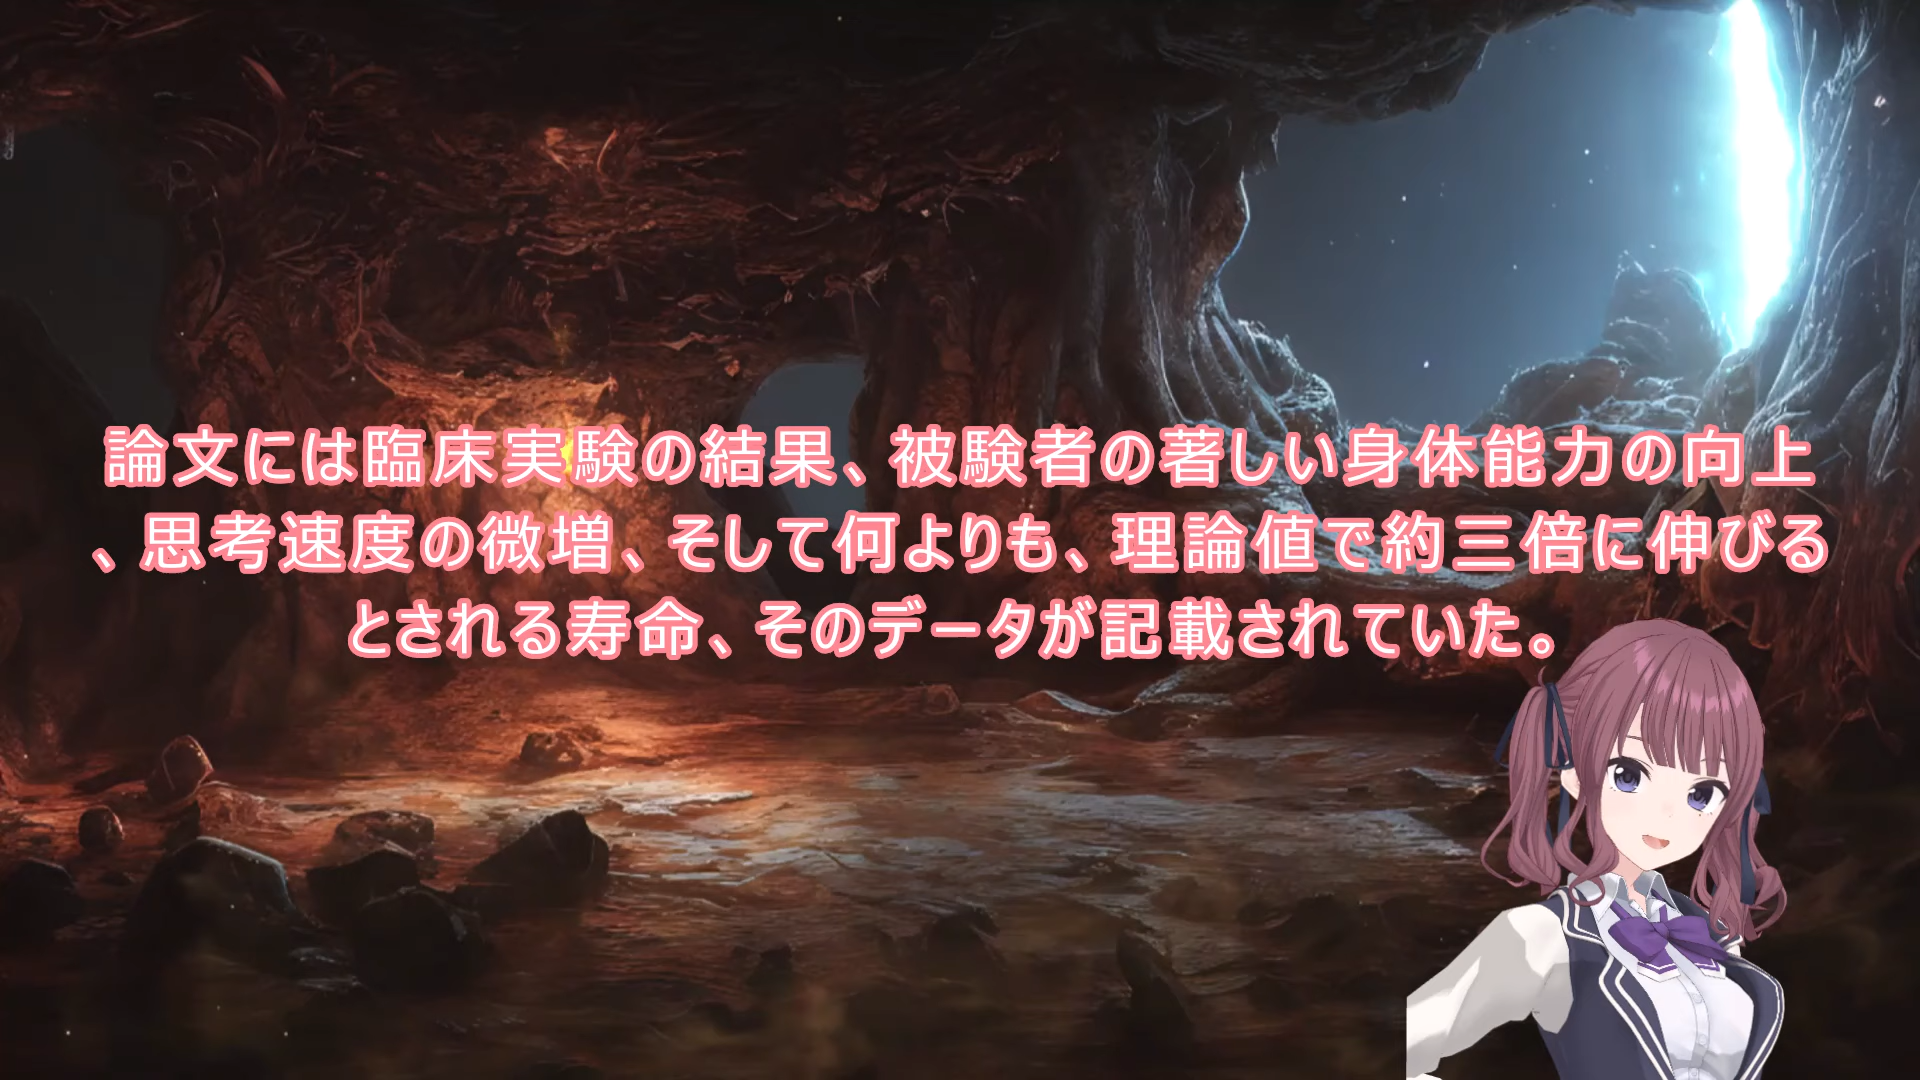 論文には臨床実験の結果、被験者の著しい身体能力の向上
、思考速度の微増、そして何よりも、理論値で約三倍に伸びる
とされる寿命、そのデータが記載されていた。